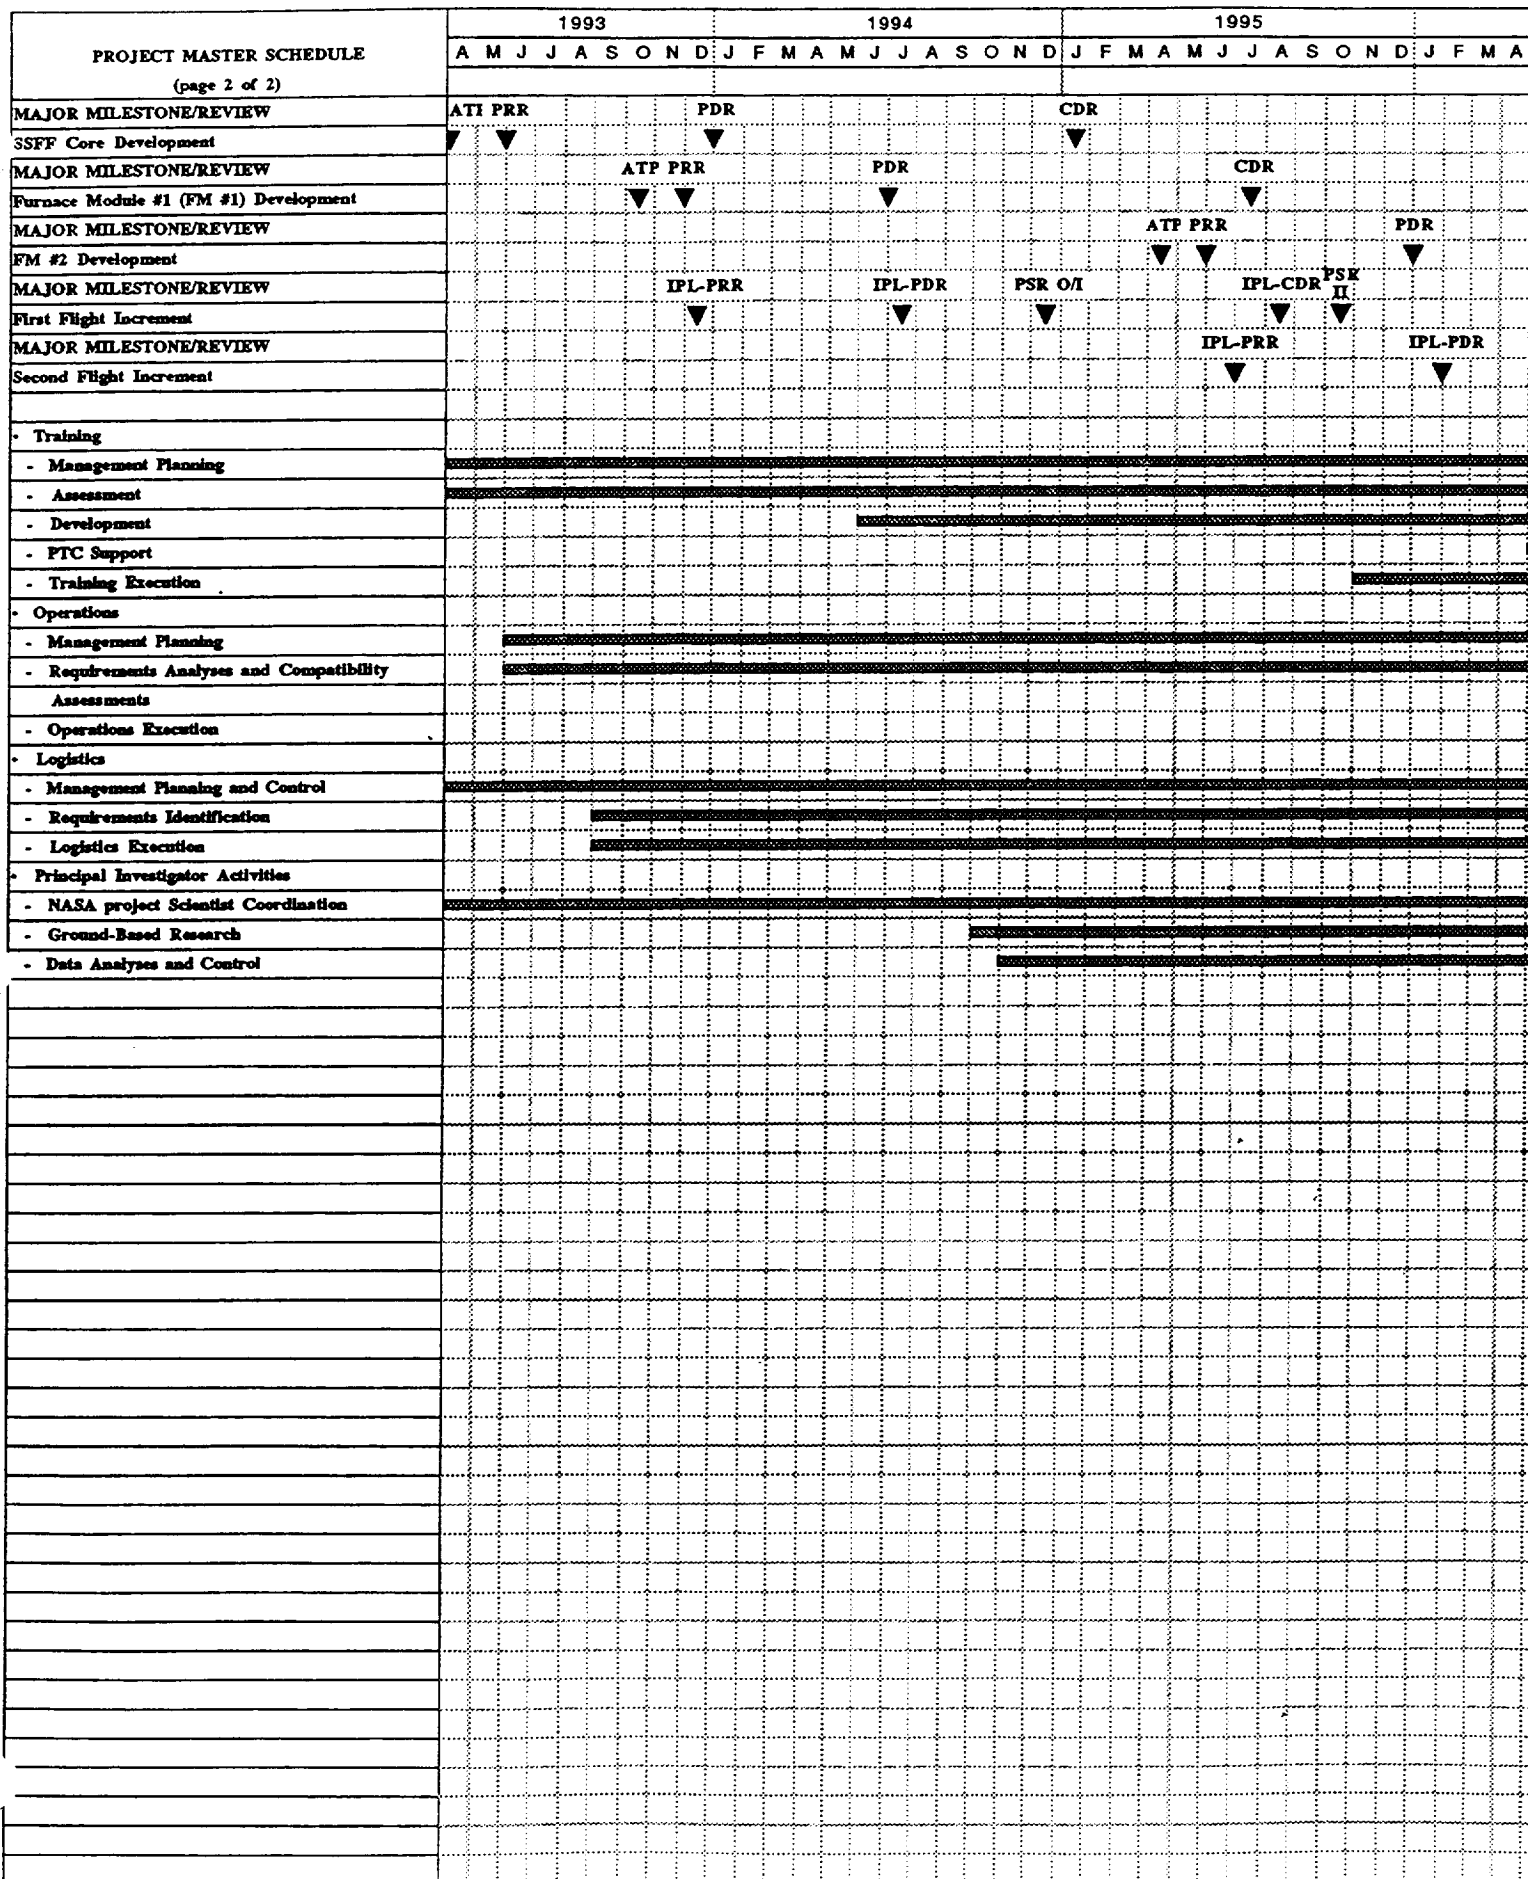 1993 1994 1995
PROJECT MASTER SCHEDULE
A M J J A S O N D J F M A M J J A S O N D J F M A M J J A S O N D J F M A
(page 2 of 2)
MAJOR MILESTONE/REVIEW ATI PRR PDR CDR
SSFF Core Development
MAJOR MILESTONE/REVIEW ATP PRR PDR CDR
Furnace Module #1 (FM #1) Development
MAJOR MILESTONE/REVIEW ATP PRR PDR
FM #2 Development
MAJOR MILESTONE/REVIEW IPL-PRR IPL-PDR PSR O/I IPL-CDR PSR II
First Flight Increment
MAJOR MILESTONE/REVIEW IPL-PRR IPL-PDR
Second Flight Increment
• Training
- Management Planning
- Assessment
- Development
- PTC Support
- Training Execution
• Operations
- Management Planning
- Requirements Analyses and Compatibility
Assessments
- Operations Execution
• Logistics
- Management Planning and Control
- Requirements Identification
- Logistics Execution
• Principal Investigator Activities
- NASA project Scientist Coordination
- Ground-Based Research
- Data Analyses and Control